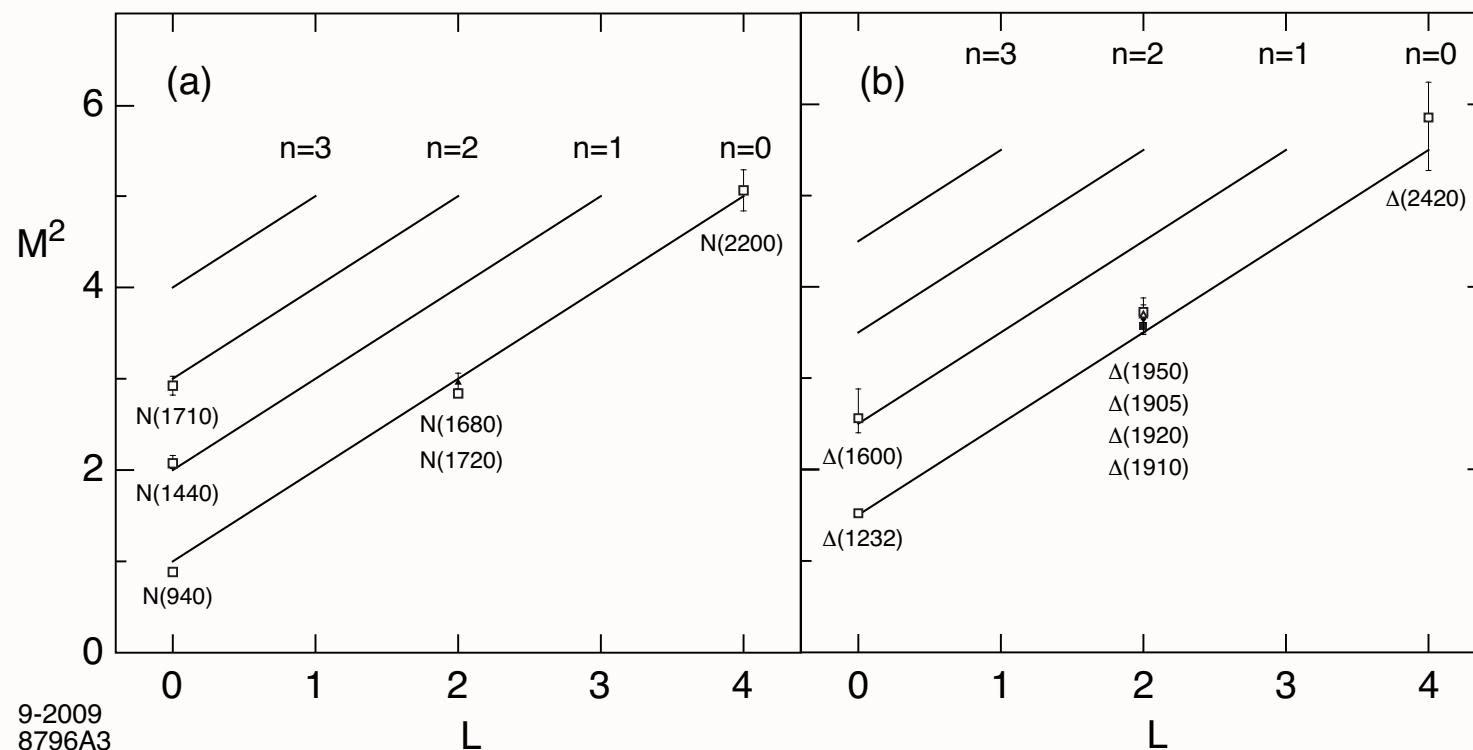 (a)
n=3 n=2 n=1 n=0
M2
6
4
2
0
N(2200)
N(1710)
N(1680)
N(1720)
N(1440)
N(940)
0 1 2 3 4
L
(b)
n=3 n=2 n=1 n=0
Δ(2420)
Δ(1950)
Δ(1905)
Δ(1920)
Δ(1910)
Δ(1600)
Δ(1232)
0 1 2 3 4
L
9-2009
8796A3